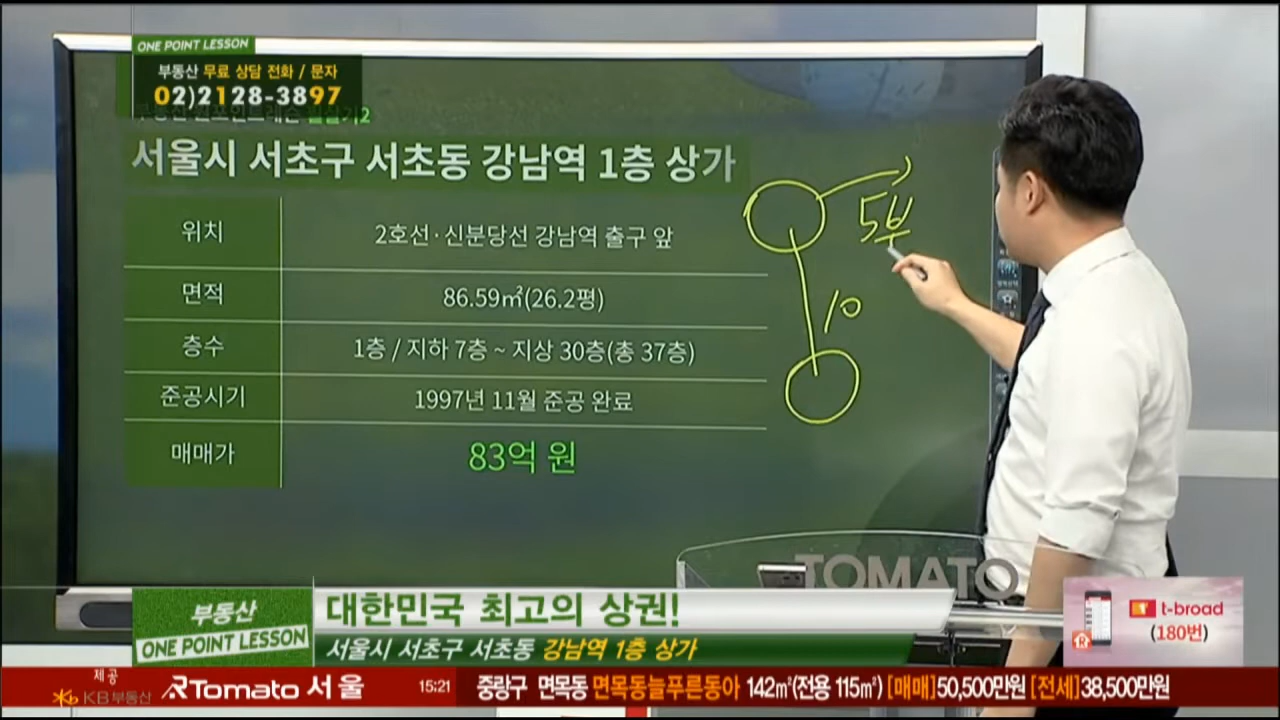 ONE POINT LESSON
부동산 무료 상담 전화 / 문자
02)2128-3897
서울시 서초구 서초동 강남역 1층 상가
위치 2호선·신분당선 강남역 출구 앞
면적 86.59㎡(26.2평)
층수 1층 / 지하 7층 ~ 지상 30층(총 37층)
준공시기 1997년 11월 준공 완료
매매가 83억 원
5부
10
TOMATO
부동산
ONE POINT LESSON
대한민국 최고의 상권!
서울시 서초구 서초동 강남역 1층 상가
t-broad
(180번)
제공
KB부동산
RTomato 서울
15:21
중랑구 면목동 면목동늘푸른동아 142㎡(전용 115㎡) [매매]50,500만원 [전세]38,500만원